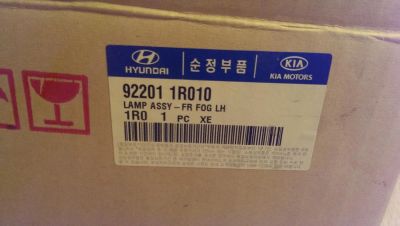 HYUNDAI 순정부품 KIA
KIA MOTORS
92201 1R010
LAMP ASSY-FR FOG LH
1R0 1 PC XE